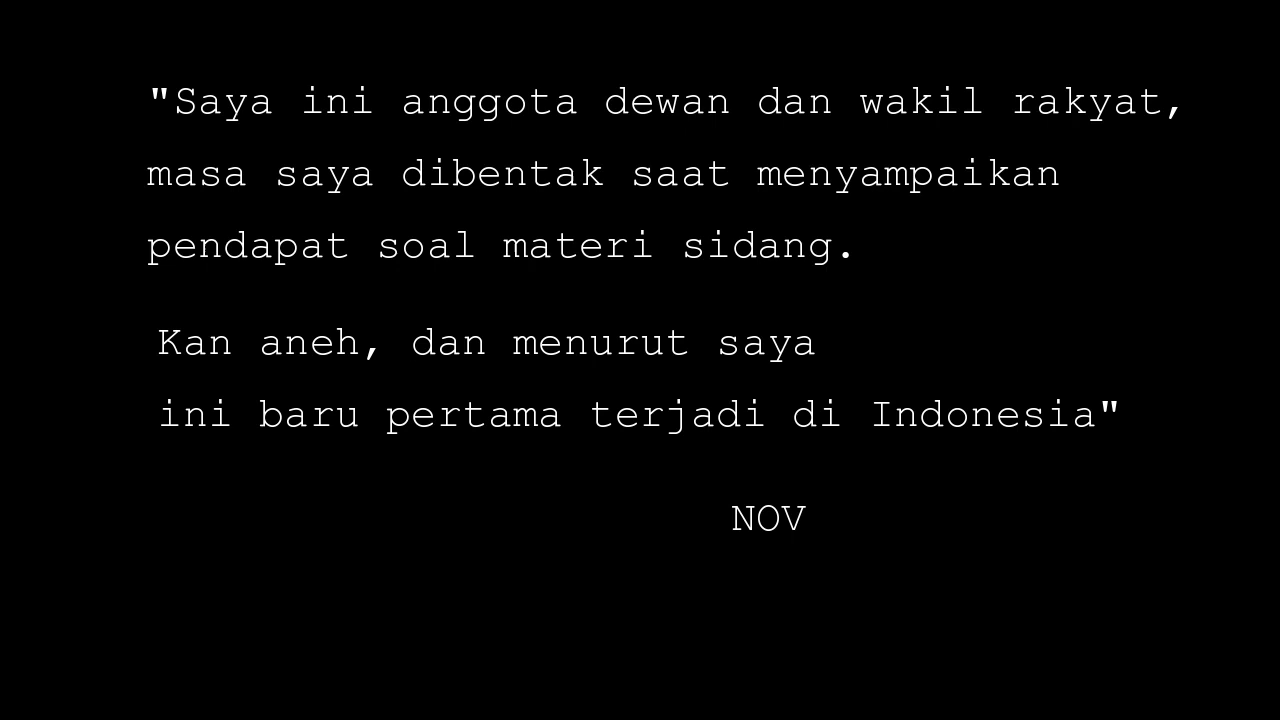 "Saya ini anggota dewan dan wakil rakyat,
masa saya dibentak saat menyampaikan
pendapat soal materi sidang.
Kan aneh, dan menurut saya
ini baru pertama terjadi di Indonesia"
NOV